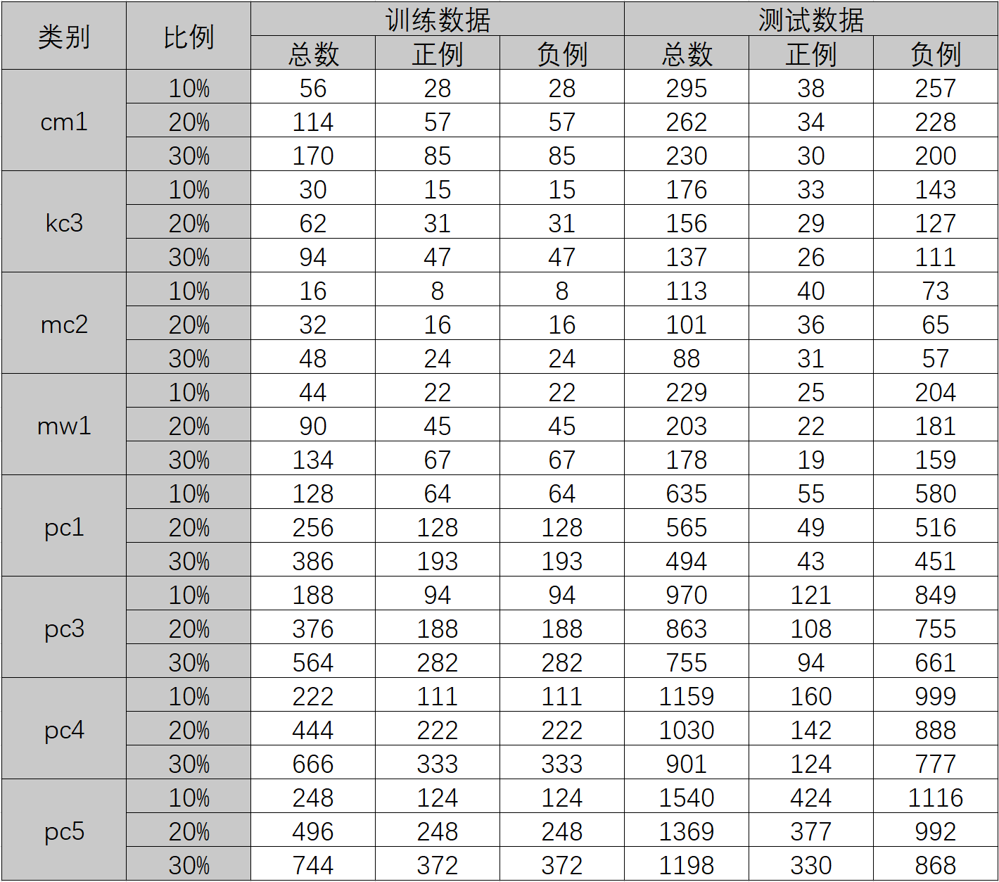 类别 比例 训练数据 测试数据
总数 正例 负例 总数 正例 负例
cm1
10% 56 28 28 295 38 257
20% 114 57 57 262 34 228
30% 170 85 85 230 30 200
kc3
10% 30 15 15 176 33 143
20% 62 31 31 156 29 127
30% 94 47 47 137 26 111
mc2
10% 16 8 8 113 40 73
20% 32 16 16 101 36 65
30% 48 24 24 88 31 57
mw1
10% 44 22 22 229 25 204
20% 90 45 45 203 22 181
30% 134 67 67 178 19 159
pc1
10% 128 64 64 635 55 580
20% 256 128 128 565 49 516
30% 386 193 193 494 43 451
pc3
10% 188 94 94 970 121 849
20% 376 188 188 863 108 755
30% 564 282 282 755 94 661
pc4
10% 222 111 111 1159 160 999
20% 444 222 222 1030 142 888
30% 666 333 333 901 124 777
pc5
10% 248 124 124 1540 424 1116
20% 496 248 248 1369 377 992
30% 744 372 372 1198 330 868